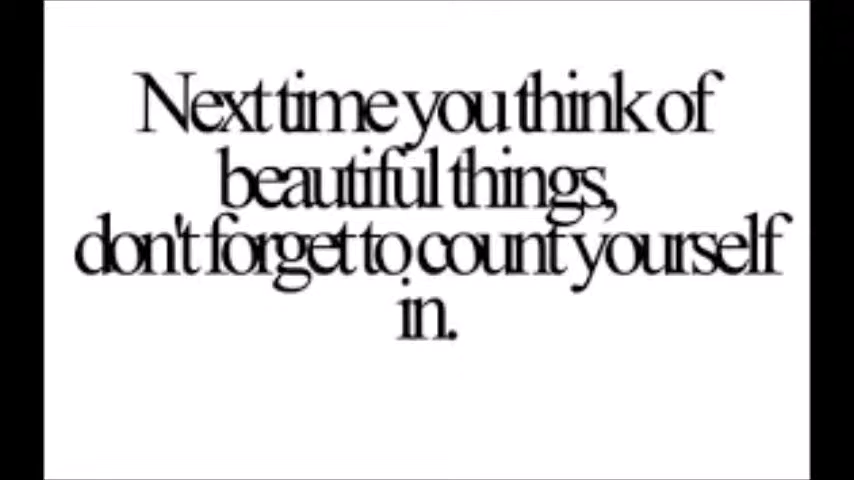 Next time you think of
beautiful things,
don't forget to count yourself
in.